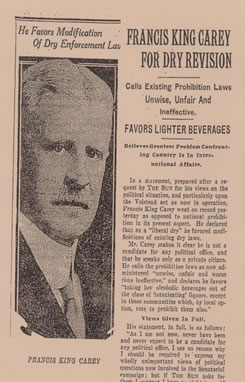 He Favors Modification
Of Dry Enforcement Law
FRANCIS KING CAREY
FOR DRY REVISION
Calls Existing Prohibition Laws
Unwise, Unfair And
Ineffective.
FAVORS LIGHTER BEVERAGES
Believes Greatest Problem Confront-
ing Country is in Inter-
national Affairs.
In a statement, prepared after a re-
quest by THE SUN for his views on the
political situation, and particularly upon
the Volstead act as now in operation,
Francis King Carey went on record yes-
terday as opposed to national prohibi-
tion in its present aspect. He declared
that as a "liberal dry" he favored modi-
fications of existing dry laws.
Mr. Carey makes it clear he is not a
candidate for any political office, and
that he speaks only as a private citizen.
He calls the prohibition laws as now ad-
ministered "unwise, unfair and worse
than ineffective," and declares he favors
"taking low alcoholic beverages out of
the class of 'intoxicating' liquors, except
in those communities which, by local op-
tion, vote to prohibit them also."
Views Given In Full.
His statement, in full, is as follows:
"As I am not now, never have been
and never expect to be a candidate for
any political office, I see no reason why
I should be required to express my
wholly unimportant views of political
questions now involved in the Senatorial
campaign; but if THE SUN asks for
FRANCIS KING CAREY